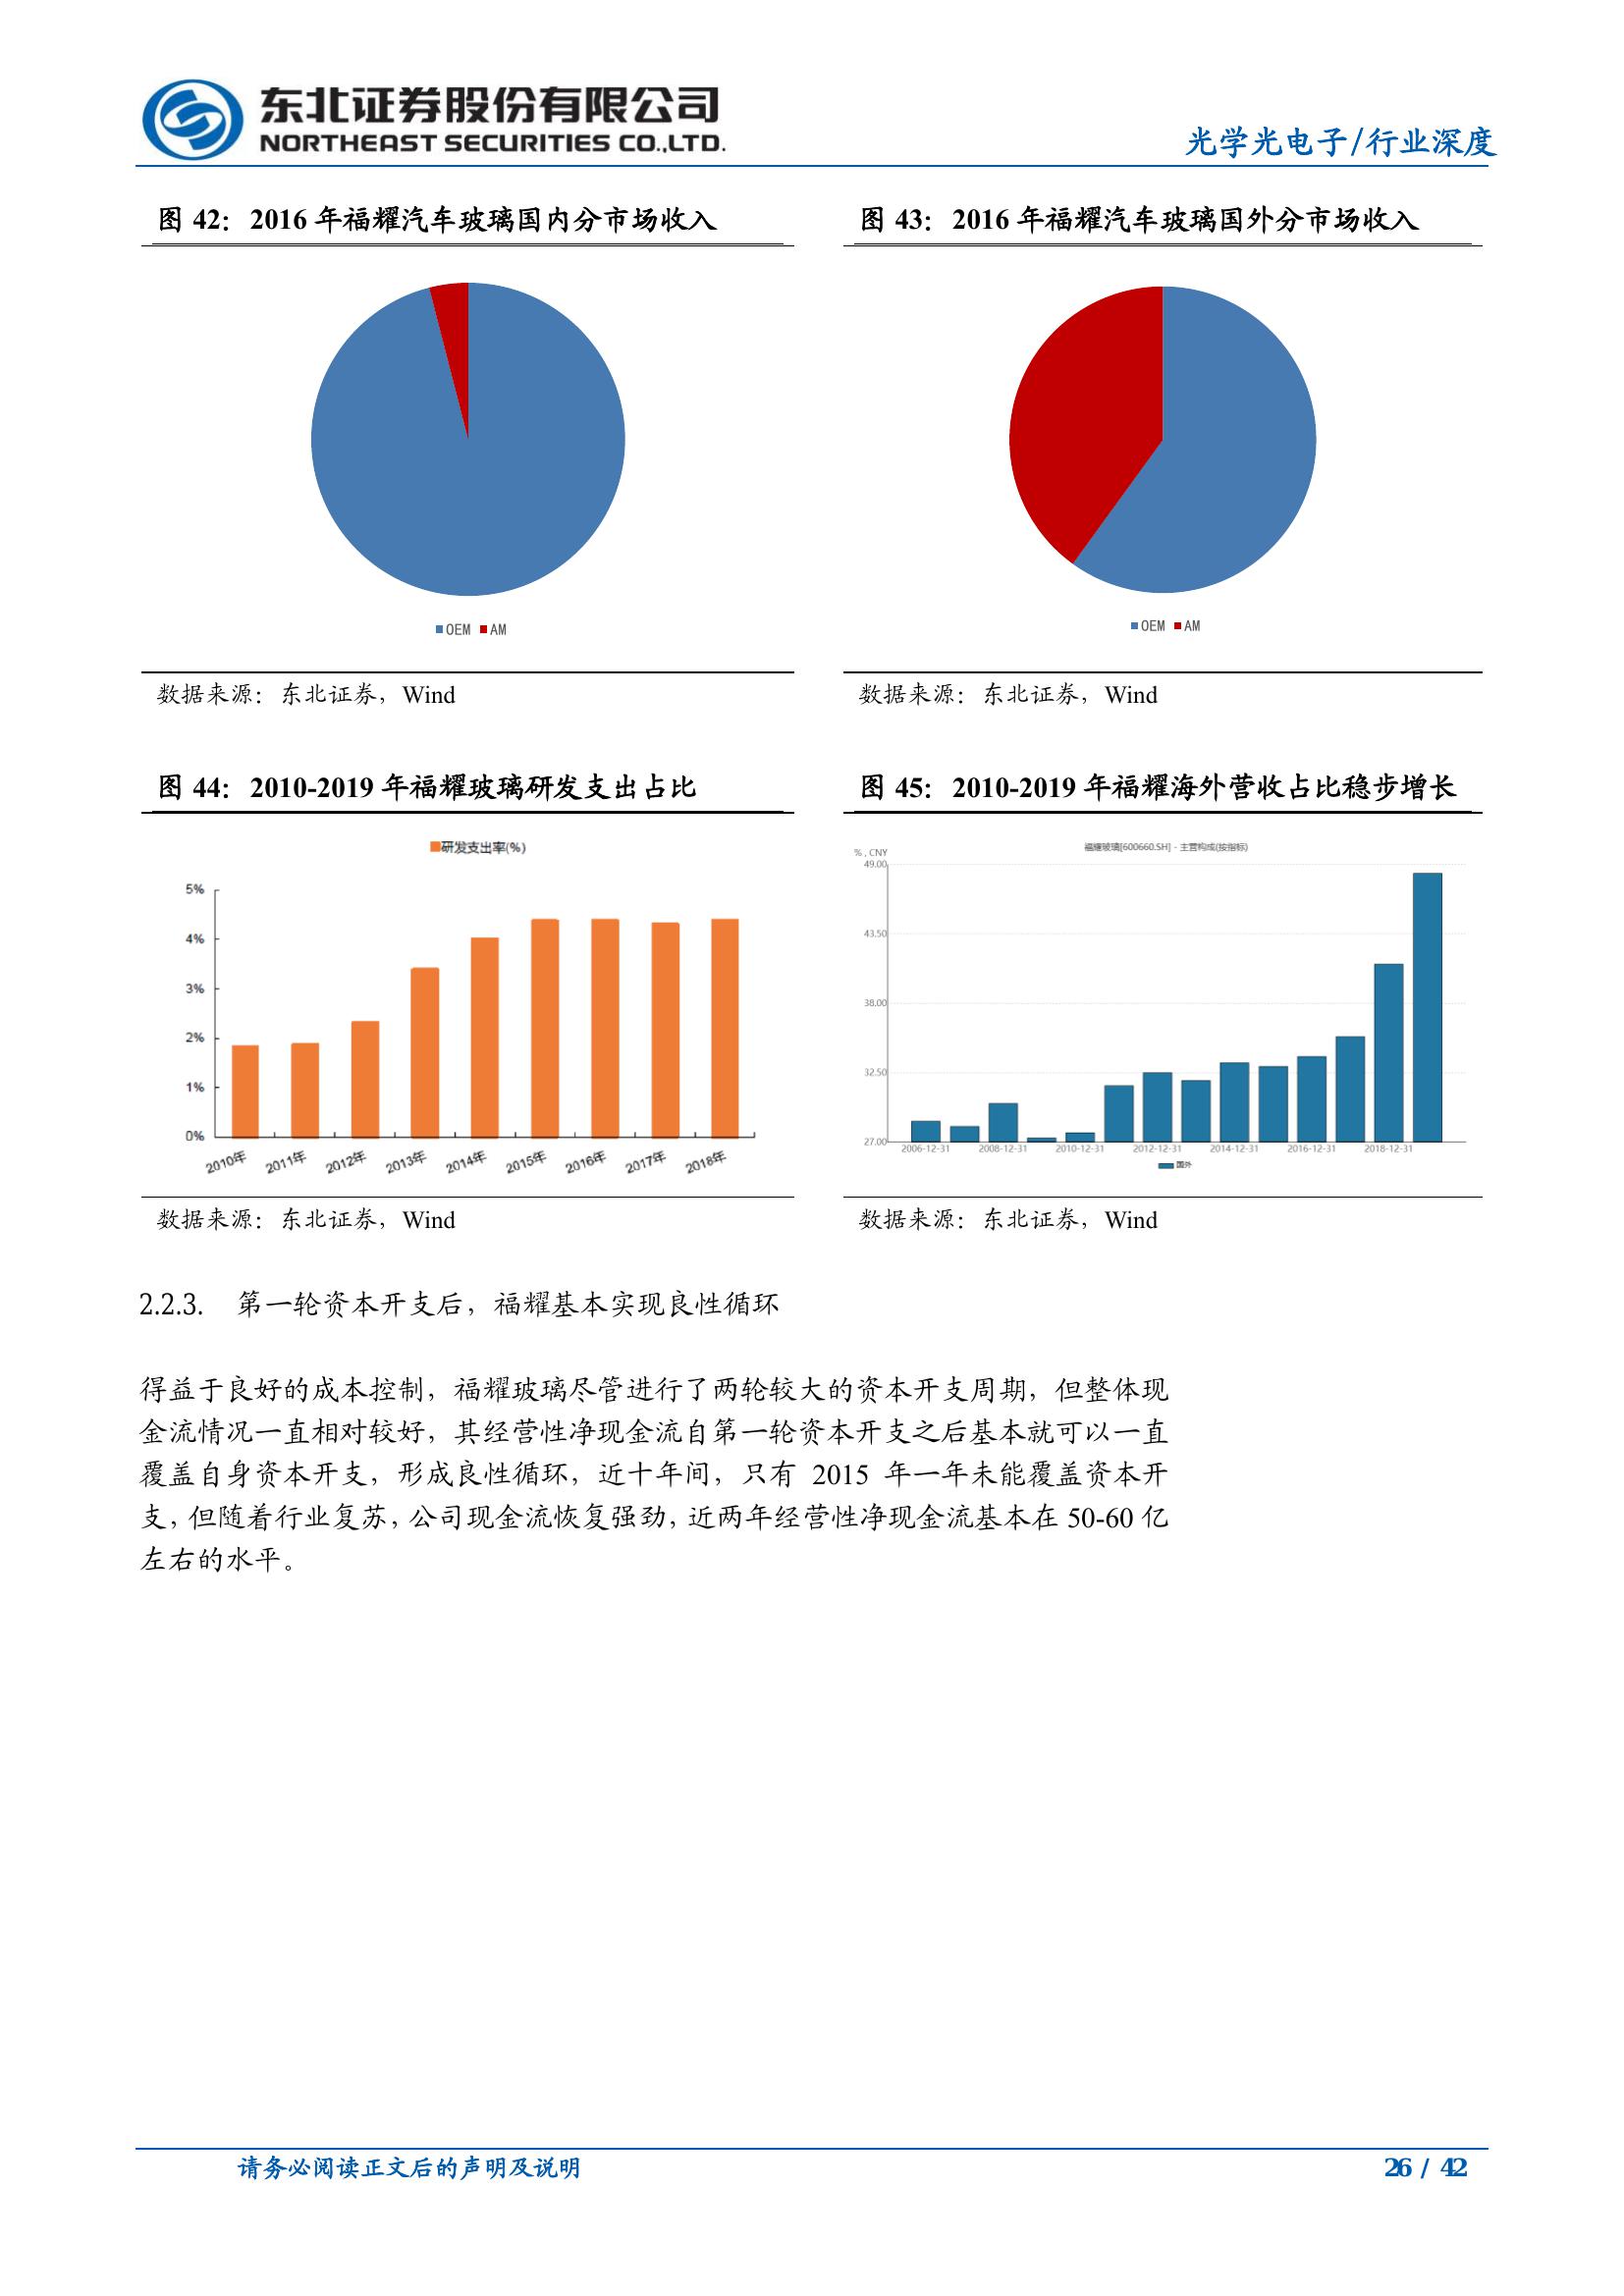 东北证券股份有限公司
NORTHEAST SECURITIES CO.,LTD.
光学光电子/行业深度
图 42：2016 年福耀汽车玻璃国内分市场收入
OEM AM
数据来源：东北证券，Wind
图 43：2016 年福耀汽车玻璃国外分市场收入
OEM AM
数据来源：东北证券，Wind
图 44：2010-2019 年福耀玻璃研发支出占比
研发支出率(%)
5%
4%
3%
2%
1%
0%
2010年 2011年 2012年 2013年 2014年 2015年 2016年 2017年 2018年
数据来源：东北证券，Wind
图 45：2010-2019 年福耀海外营收占比稳步增长
福耀玻璃[600660.SH] - 主营构成(按指标)
% , CNY
49.00
43.50
38.00
32.50
27.00
2006-12-31 2008-12-31 2010-12-31 2012-12-31 2014-12-31 2016-12-31 2018-12-31
国外
数据来源：东北证券，Wind
2.2.3. 第一轮资本开支后，福耀基本实现良性循环
得益于良好的成本控制，福耀玻璃尽管进行了两轮较大的资本开支周期，但整体现
金流情况一直相对较好，其经营性净现金流自第一轮资本开支之后基本就可以一直
覆盖自身资本开支，形成良性循环，近十年间，只有 2015 年一年未能覆盖资本开
支，但随着行业复苏，公司现金流恢复强劲，近两年经营性净现金流基本在 50-60 亿
左右的水平。
请务必阅读正文后的声明及说明
26 / 42